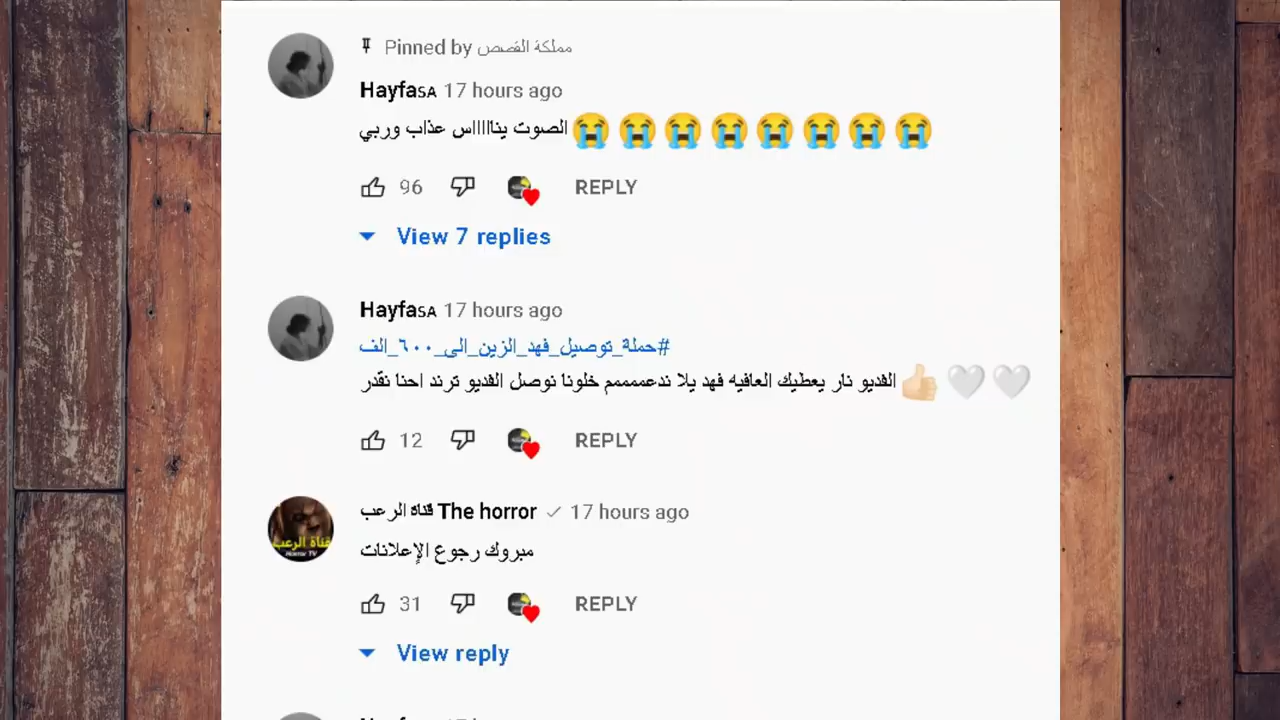 Pinned by مملكة القصص
HayfaSA 17 hours ago
الصوت يناااااس عذاب وربي😭😭😭😭😭😭😭😭
96 REPLY
View 7 replies
HayfaSA 17 hours ago
#حملة_توصيل_فهد_الزين_الى_٦٠٠_الف
الفديو نار يعطيك العافيه فهد يلا ندعمممم خلونا نوصل الفديو ترند احنا نقدر👍🏻🤍🤍
12 REPLY
قناة الرعب The horror 17 hours ago
مبروك رجوع الإعلانات
31 REPLY
View reply